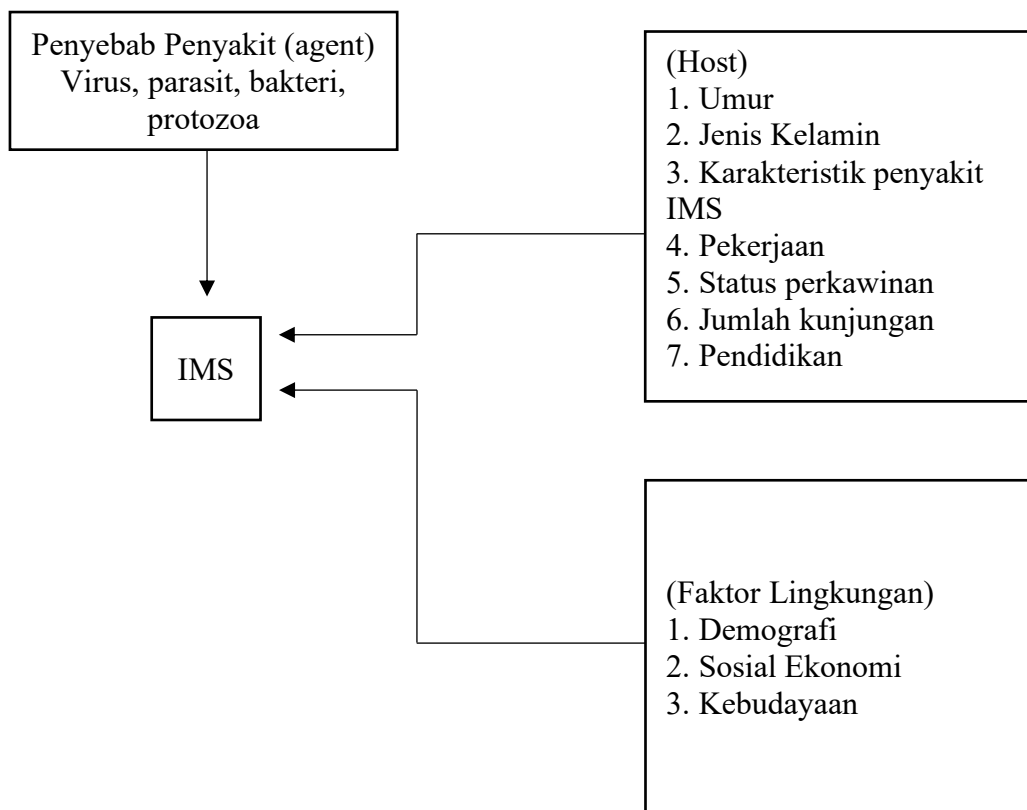 Penyebab Penyakit (agent)
Virus, parasit, bakteri,
protozoa
(Host)
1. Umur
2. Jenis Kelamin
3. Karakteristik penyakit
IMS
4. Pekerjaan
5. Status perkawinan
6. Jumlah kunjungan
7. Pendidikan
IMS
(Faktor Lingkungan)
1. Demografi
2. Sosial Ekonomi
3. Kebudayaan